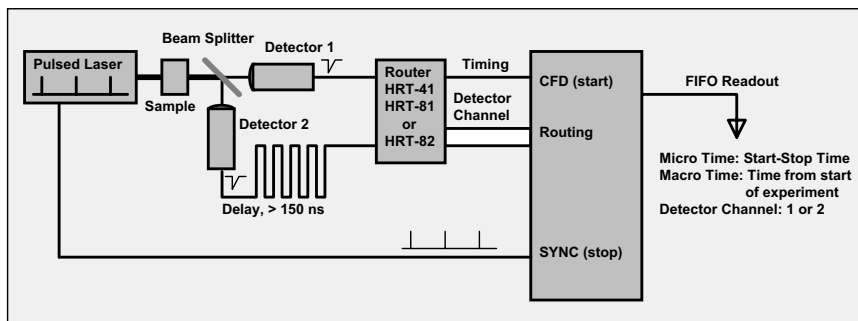 Beam Splitter
Detector 1
Pulsed Laser
Sample
Detector 2
Delay, > 150 ns
Router
HRT-41
HRT-81
or
HRT-82
Timing
Detector
Channel
CFD (start)
Routing
SYNC (stop)
FIFO Readout
Micro Time: Start-Stop Time
Macro Time: Time from start
of experiment
Detector Channel: 1 or 2